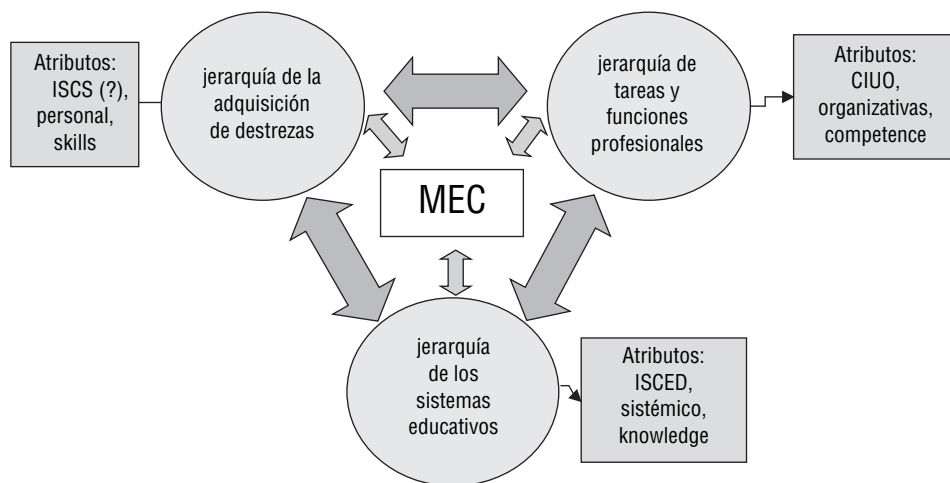 Atributos:
ISCS (?),
personal,
skills
jerarquía de la
adquisición
de destrezas
jerarquía de
tareas y
funciones
profesionales
Atributos:
CIUO,
organizativas,
competence
MEC
jerarquía
de los
sistemas
educativos
Atributos:
ISCED,
sistémico,
knowledge